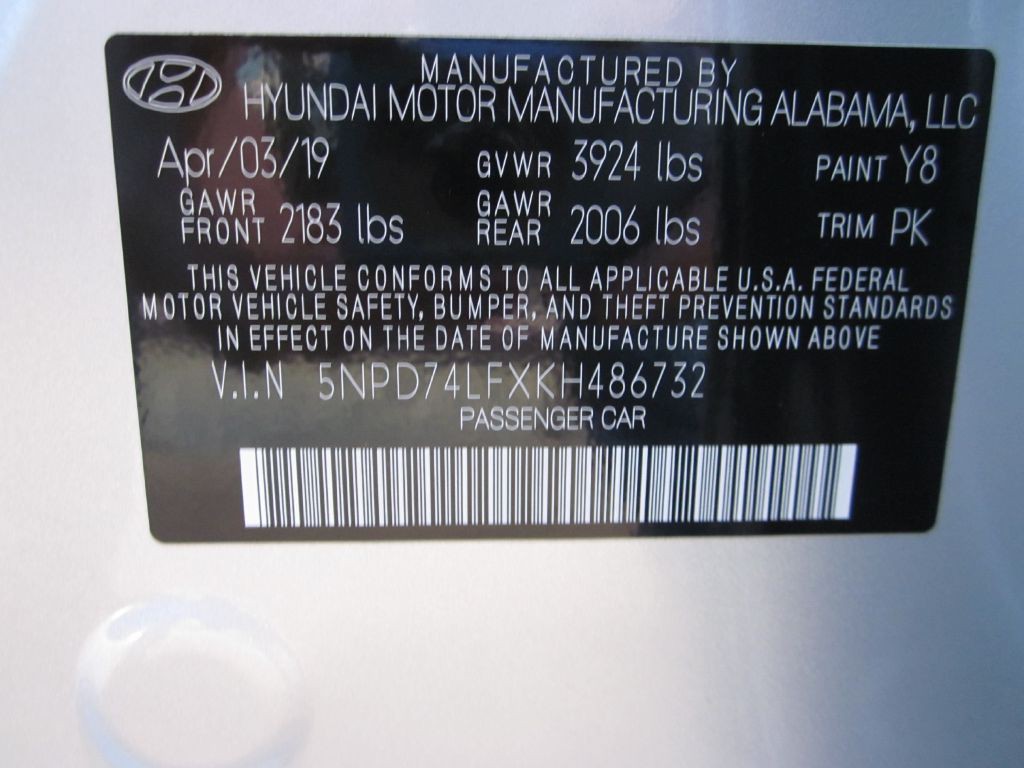 MANUFACTURED BY
HYUNDAI MOTOR MANUFACTURING ALABAMA, LLC
Apr/03/19 GVWR 3924 lbs PAINT Y8
GAWR FRONT 2183 lbs GAWR REAR 2006 lbs TRIM PK
THIS VEHICLE CONFORMS TO ALL APPLICABLE U.S.A. FEDERAL
MOTOR VEHICLE SAFETY, BUMPER, AND THEFT PREVENTION STANDARDS
IN EFFECT ON THE DATE OF MANUFACTURE SHOWN ABOVE
V.I.N 5NPD74LFXKH486732
PASSENGER CAR